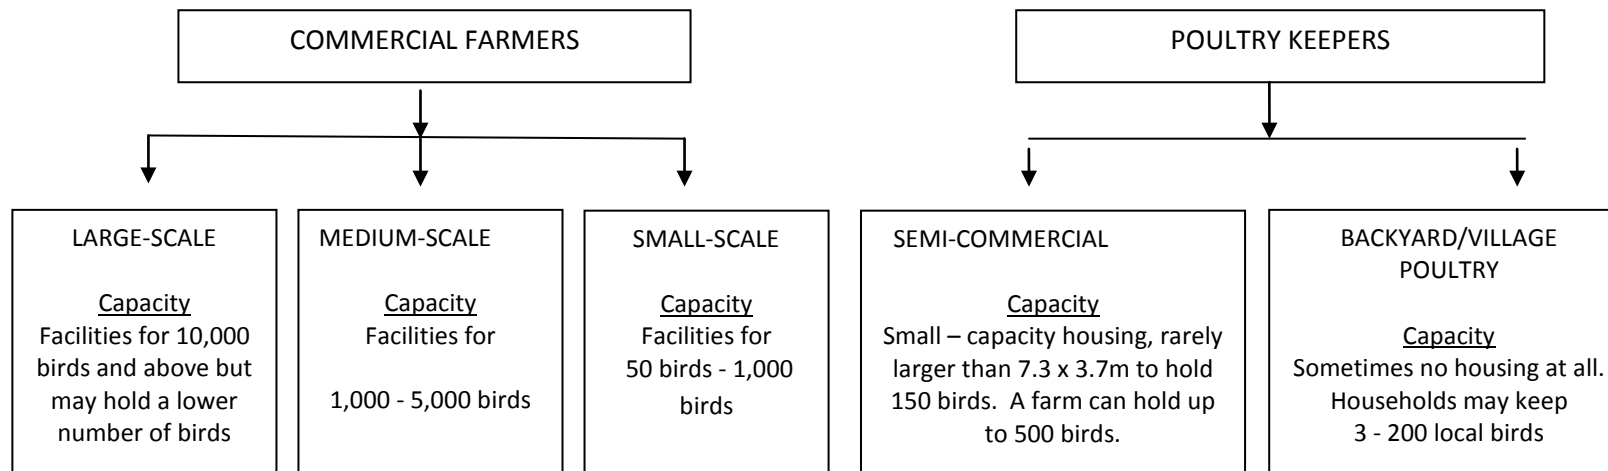 COMMERCIAL FARMERS
POULTRY KEEPERS
LARGE-SCALE
Capacity
Facilities for 10,000
birds and above but
may hold a lower
number of birds
MEDIUM-SCALE
Capacity
Facilities for
1,000 - 5,000 birds
SMALL-SCALE
Capacity
Facilities for
50 birds - 1,000
birds
SEMI-COMMERCIAL
Capacity
Small – capacity housing, rarely
larger than 7.3 x 3.7m to hold
150 birds.  A farm can hold up
to 500 birds.
BACKYARD/VILLAGE
POULTRY
Capacity
Sometimes no housing at all.
Households may keep
3 - 200 local birds